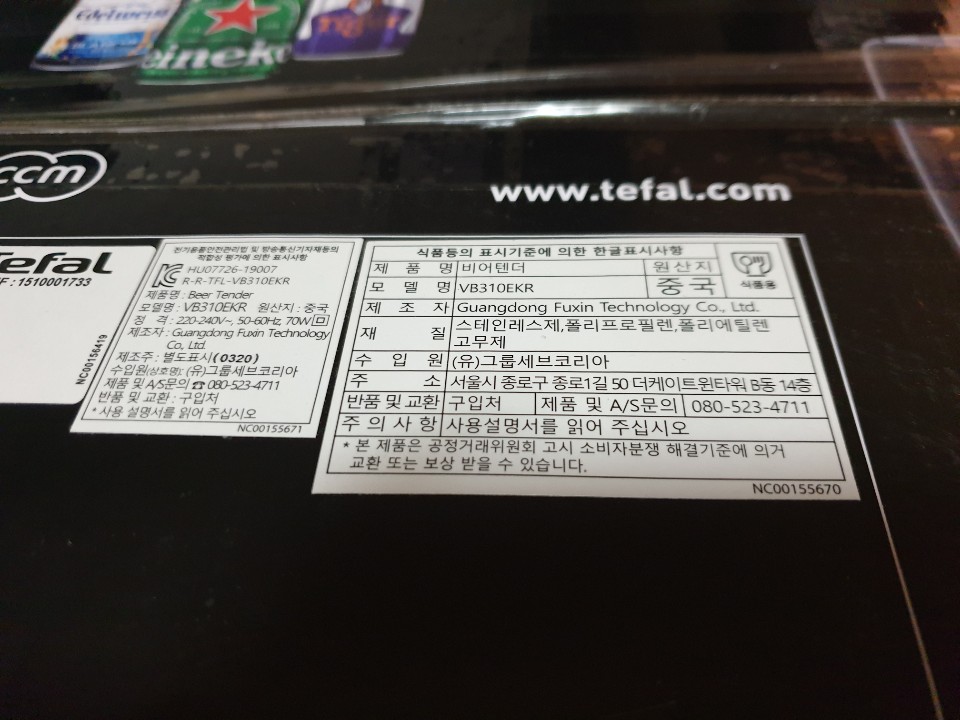 Edelweiss
Heineke
Tiger
ccm
www.tefal.com
Tefal
F : 1510001733
NC00156419
전기용품안전관리법 및 방송통신기자재등의
적합성 평가에 의한 표시사항
HU07726-19007
R-R-TFL-VB310EKR
제품명 : Beer Tender
모델명 : VB310EKR 원산지 : 중국
정 격 : 220-240V~, 50-60Hz, 70W
제조자 : Guangdong Fuxin Technology
Co., Ltd.
제조주 : 별도표시(0320)
수입원(상호명): (유)그룹세브코리아
제품 및 A/S문의 ☎ 080-523-4711
반품 및 교환 : 구입처
* 사용 설명서를 읽어 주십시오
NC00155671
식품등의 표시기준에 의한 한글표시사항
제 품 명 비어텐더 원산지
모 델 명 VB310EKR 중국 식품용
제 조 자 Guangdong Fuxin Technology Co., Ltd.
재 질 스테인레스제,폴리프로필렌,폴리에틸렌
고무제
수 입 원 (유)그룹세브코리아
주 소 서울시 종로구 종로1길 50 더케이트윈타워 B동 14층
반품 및 교환 구입처 제품 및 A/S문의 080-523-4711
주 의 사 항 사용설명서를 읽어 주십시오
* 본 제품은 공정거래위원회 고시 소비자분쟁 해결기준에 의거
교환 또는 보상 받을 수 있습니다.
NC00155670